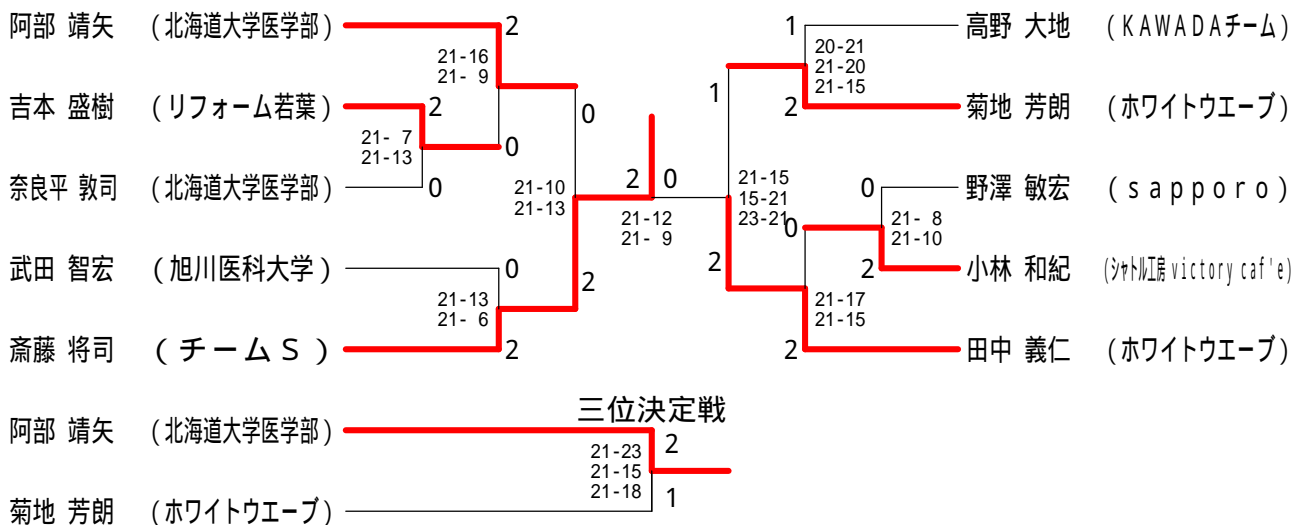 阿部 靖矢 (北海道大学医学部) 2 1 高野 大地 (KAWADAチーム)
21-16 20-21
21- 9 21-20
21-15
吉本 盛樹 (リフォーム若葉) 2 0 1 2 菊地 芳朗 (ホワイトウエーブ)
21- 7 0
21-13
奈良平 敦司 (北海道大学医学部) 0 21-10 2 0 21-15 0 野澤 敏宏 (sapporo)
21-13 15-21 21- 8
21-12 23-21 21-10
21- 9 0
武田 智宏 (旭川医科大学) 0 2 2 2 小林 和紀 (シャトル工房 victory caf'e)
21-13 21-17
21- 6 21-15
斎藤 将司 (チームS) 2 2 田中 義仁 (ホワイトウエーブ)
三位決定戦
阿部 靖矢 (北海道大学医学部) 2
21-23
21-15
21-18
菊地 芳朗 (ホワイトウエーブ) 1